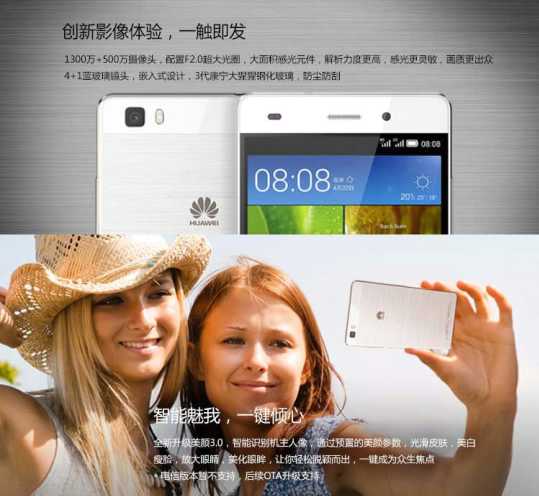 创新影像体验，一触即发
1300万+500万摄像头，配置F2.0超大光圈，大面积感光元件，解析力度更高，感光更灵敏，画质更出众
4+1蓝玻璃镜头，嵌入式设计，3代康宁大猩猩钢化玻璃，防尘防刮
08:08
08:08
20℃
HUAWEI
智能魅我，一键倾心
全新升级美颜3.0，智能识别机主人像，通过预置的美颜参数，光滑皮肤，美白
瘦脸，放大眼睛，美化眼眸，让你轻松脱颖而出，一键成为众生焦点
*电信版本暂不支持，后续OTA升级支持